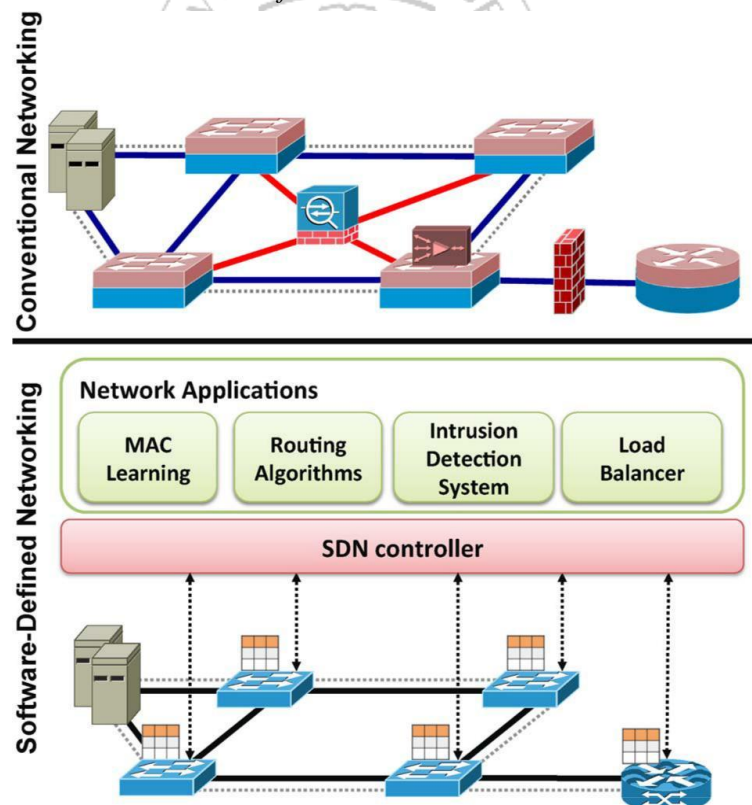 Conventional Networking
Software-Defined Networking
Network Applications
MAC
Learning
Routing
Algorithms
Intrusion
Detection
System
Load
Balancer
SDN controller